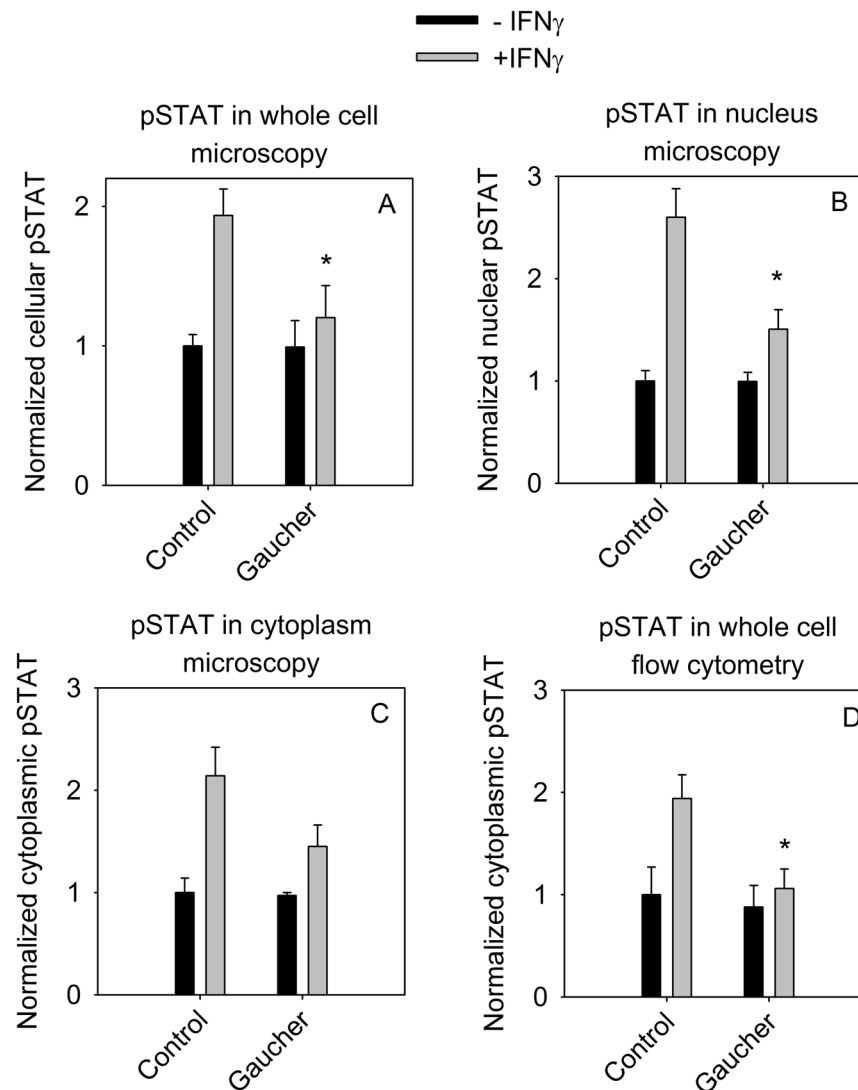 - IFNγ
+IFNγ
pSTAT in whole cell
microscopy
Normalized cellular pSTAT
2
1
0
A
*
Control
Gaucher
pSTAT in nucleus
microscopy
Normalized nuclear pSTAT
3
2
1
0
B
*
Control
Gaucher
pSTAT in cytoplasm
microscopy
Normalized cytoplasmic pSTAT
3
2
1
0
C
Control
Gaucher
pSTAT in whole cell
flow cytometry
Normalized cytoplasmic pSTAT
3
2
1
0
D
*
Control
Gaucher